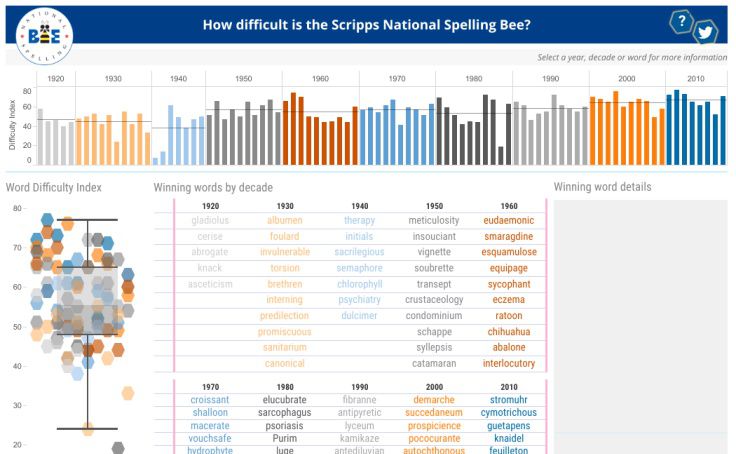 NATIONAL
BEE
SPELLING
How difficult is the Scripps National Spelling Bee?
?
Select a year, decade or word for more information
1920 1930 1940 1950 1960 1970 1980 1990 2000 2010
Difficulty Index
80
60
40
20
0
Word Difficulty Index
80
70
60
50
40
30
20
Winning words by decade
1920 1930 1940 1950 1960
gladiolus albumen therapy meticulosity eudaemonic
cerise foulard initials insouciant smaragdine
abrogate invulnerable sacrilegious vignette esquamulose
knack torsion semaphore soubrette equipage
asceticism brethren chlorophyll transept sycophant
interning psychiatry crustaceology eczema
predilection dulcimer condominium ratoon
promiscuous schappe chihuahua
sanitarium syllepsis abalone
canonical catamaran interlocutory
1970 1980 1990 2000 2010
croissant elucubrate fibranne demarche stromuhr
shalloon sarcophagus antipyretic succedaneum cymotrichous
macerate psoriasis lyceum prospicience guetapens
vouchsafe Purim kamikaze pococurante knaidel
hydrophyte luge antediluvian autochthonous feuilleton
Winning word details